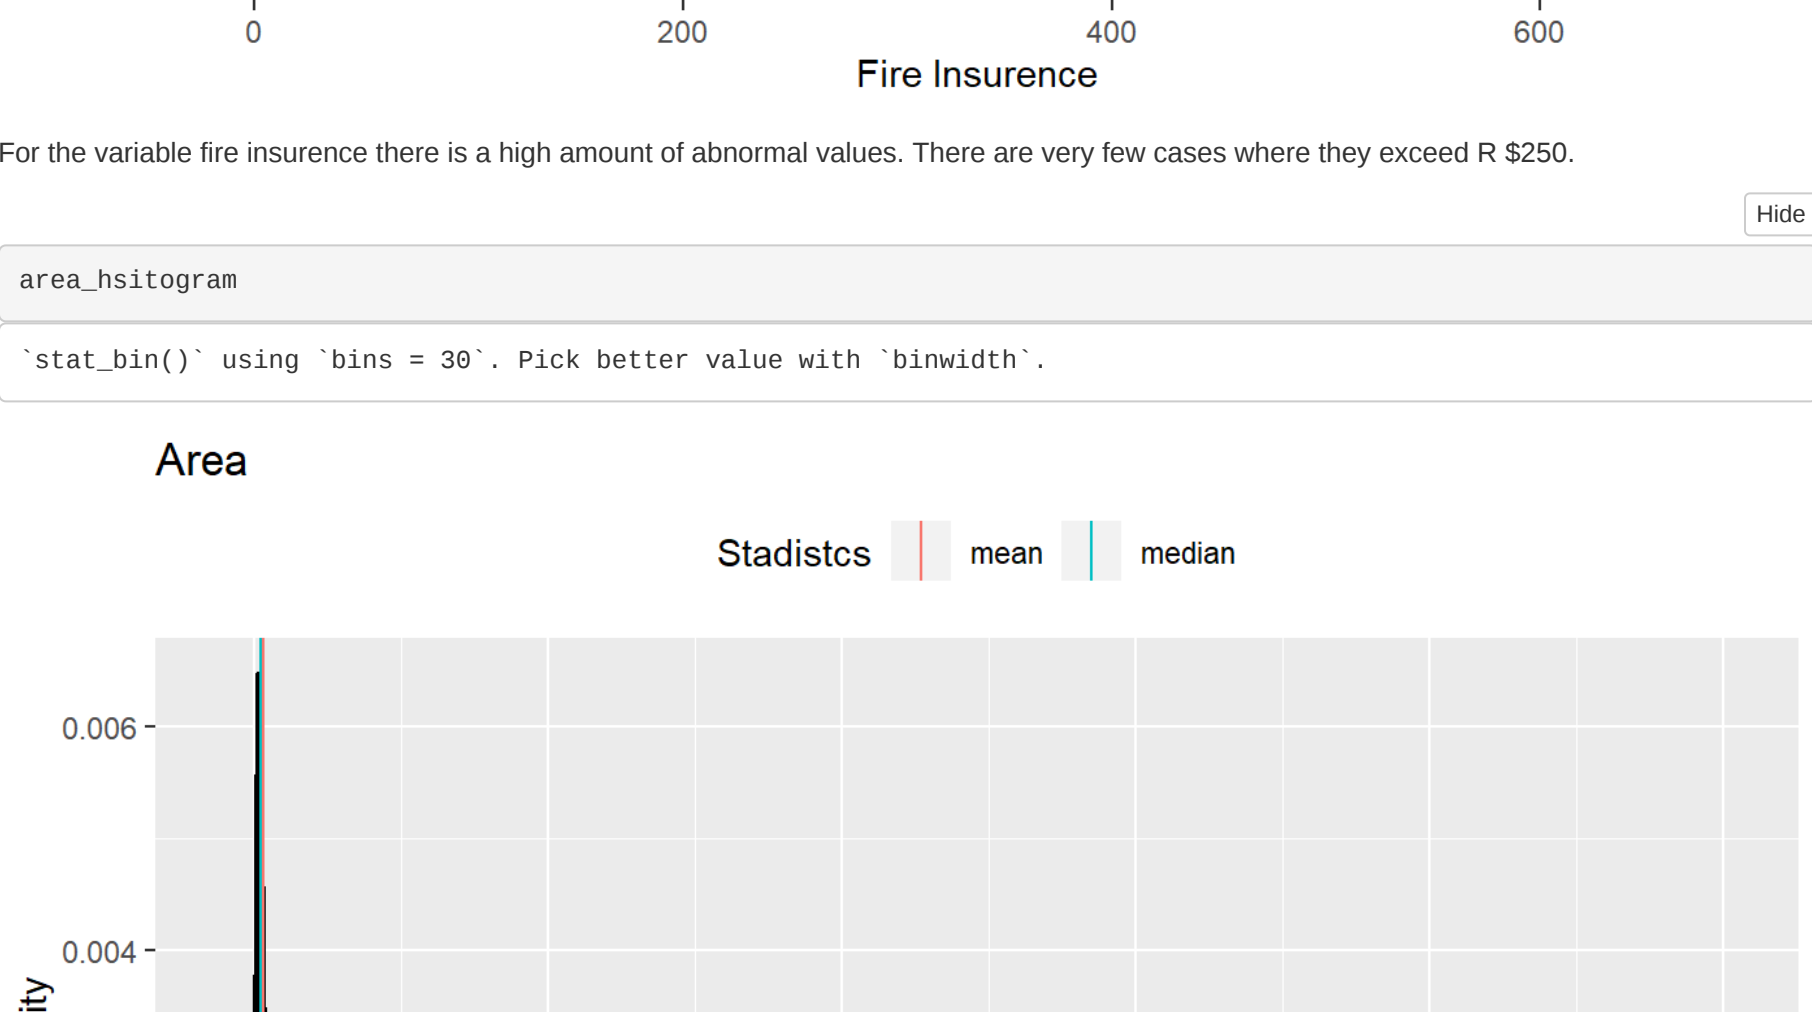 0 200 400 600
Fire Insurence
For the variable fire insurence there is a high amount of abnormal values. There are very few cases where they exceed R $250.
Hide
area_hsitogram
`stat_bin()` using `bins = 30`. Pick better value with `binwidth`.
Area
Stadistcs mean median
0.006
0.004
ity